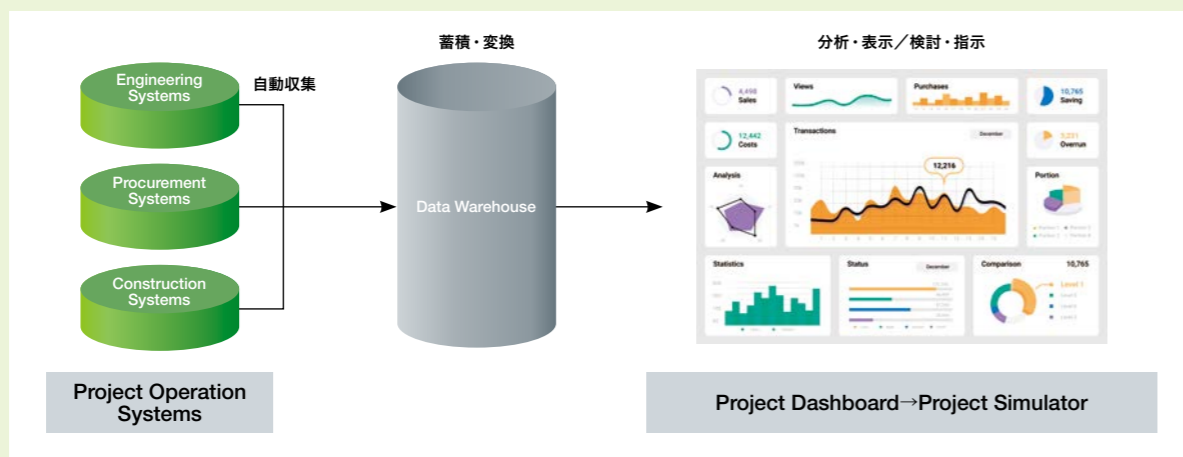 蓄積・変換
分析・表示／検討・指示
Engineering
Systems
自動収集
Procurement
Systems
Construction
Systems
Data Warehouse
4,498
Sales
Views
Purchases
10,765
Saving
12,442
Costs
Transactions
December
12,216
Overrun
Analysis
Portion
Statistics
Status
December
Comparison
10,765
Level 1
Project Operation
Systems
Project Dashboard→Project Simulator